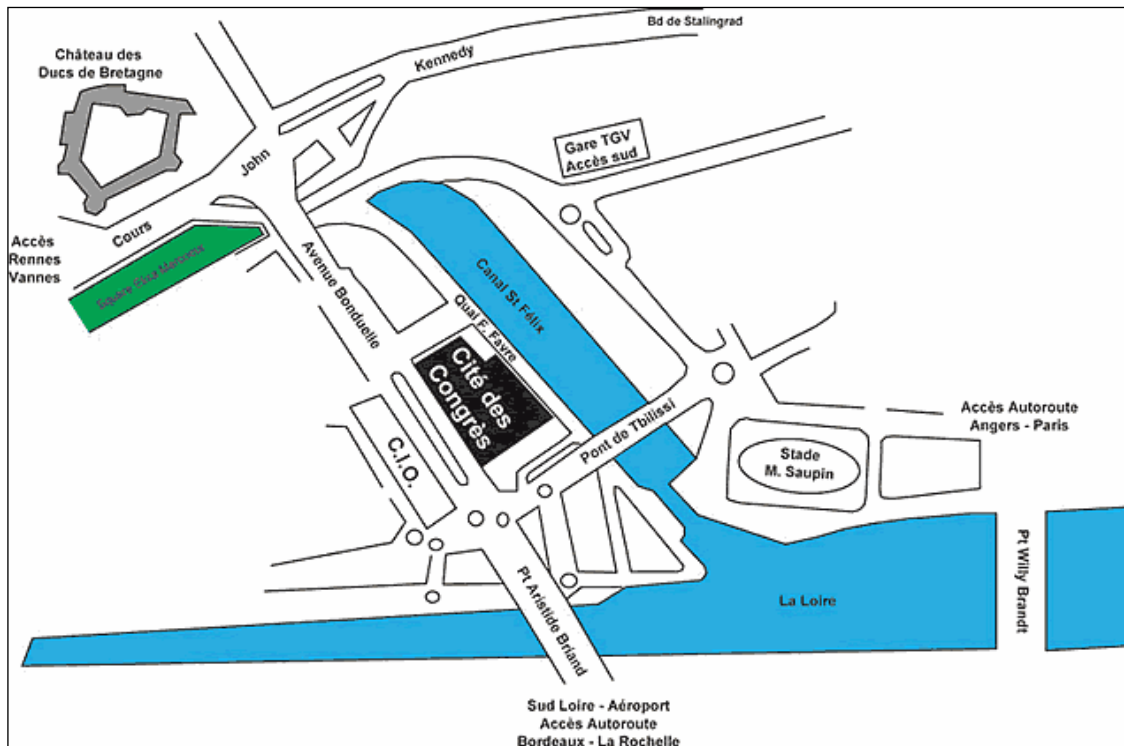 Bd de Stalingrad
Château des
Ducs de Bretagne
Kennedy
Gare TGV
Accès sud
John
Cours
Accès
Rennes
Vannes
Square
Avenue Bonduelle
Canal St Félix
Quai F. Favre
Cité des
Congrès
Pont de Tbilissi
Accès Autoroute
Angers - Paris
C.I.O.
Stade
M. Saupin
Pt Willy Brandt
Pt Aristide Briand
La Loire
Sud Loire - Aéroport
Accès Autoroute
Bordeaux - La Rochelle